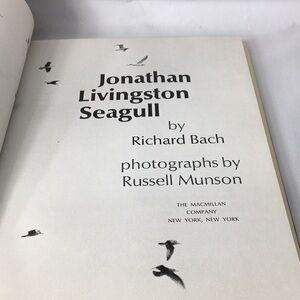 Jonathan
Livingston
Seagull
by
Richard Bach
photographs by
Russell Munson
THE MACMILLAN
COMPANY
NEW YORK, NEW YORK